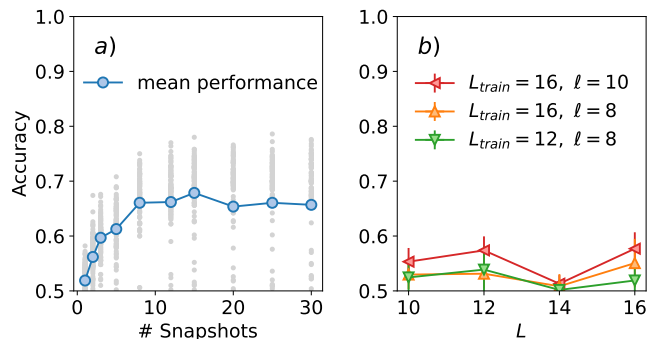 a)
mean performance
1.0
0.9
0.8
0.7
0.6
0.5
Accuracy
0 10 20 30
# Snapshots
b)
L_train = 16, ℓ = 10
L_train = 16, ℓ = 8
L_train = 12, ℓ = 8
1.0
0.9
0.8
0.7
0.6
0.5
10 12 14 16
L